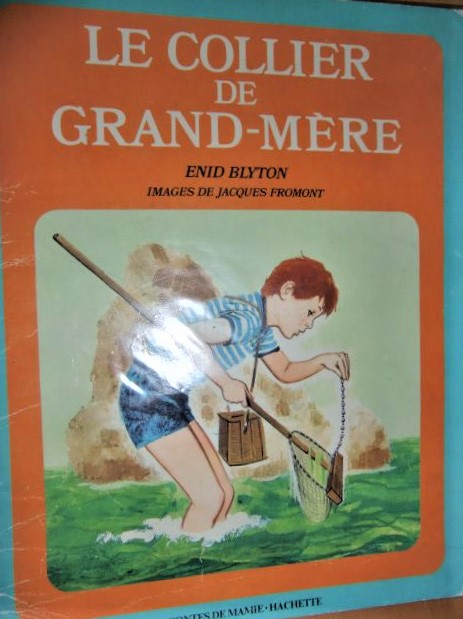 LE COLLIER
DE
GRAND-MÈRE
ENID BLYTON
IMAGES DE JACQUES FROMONT
CONTES DE MAMIE • HACHETTE